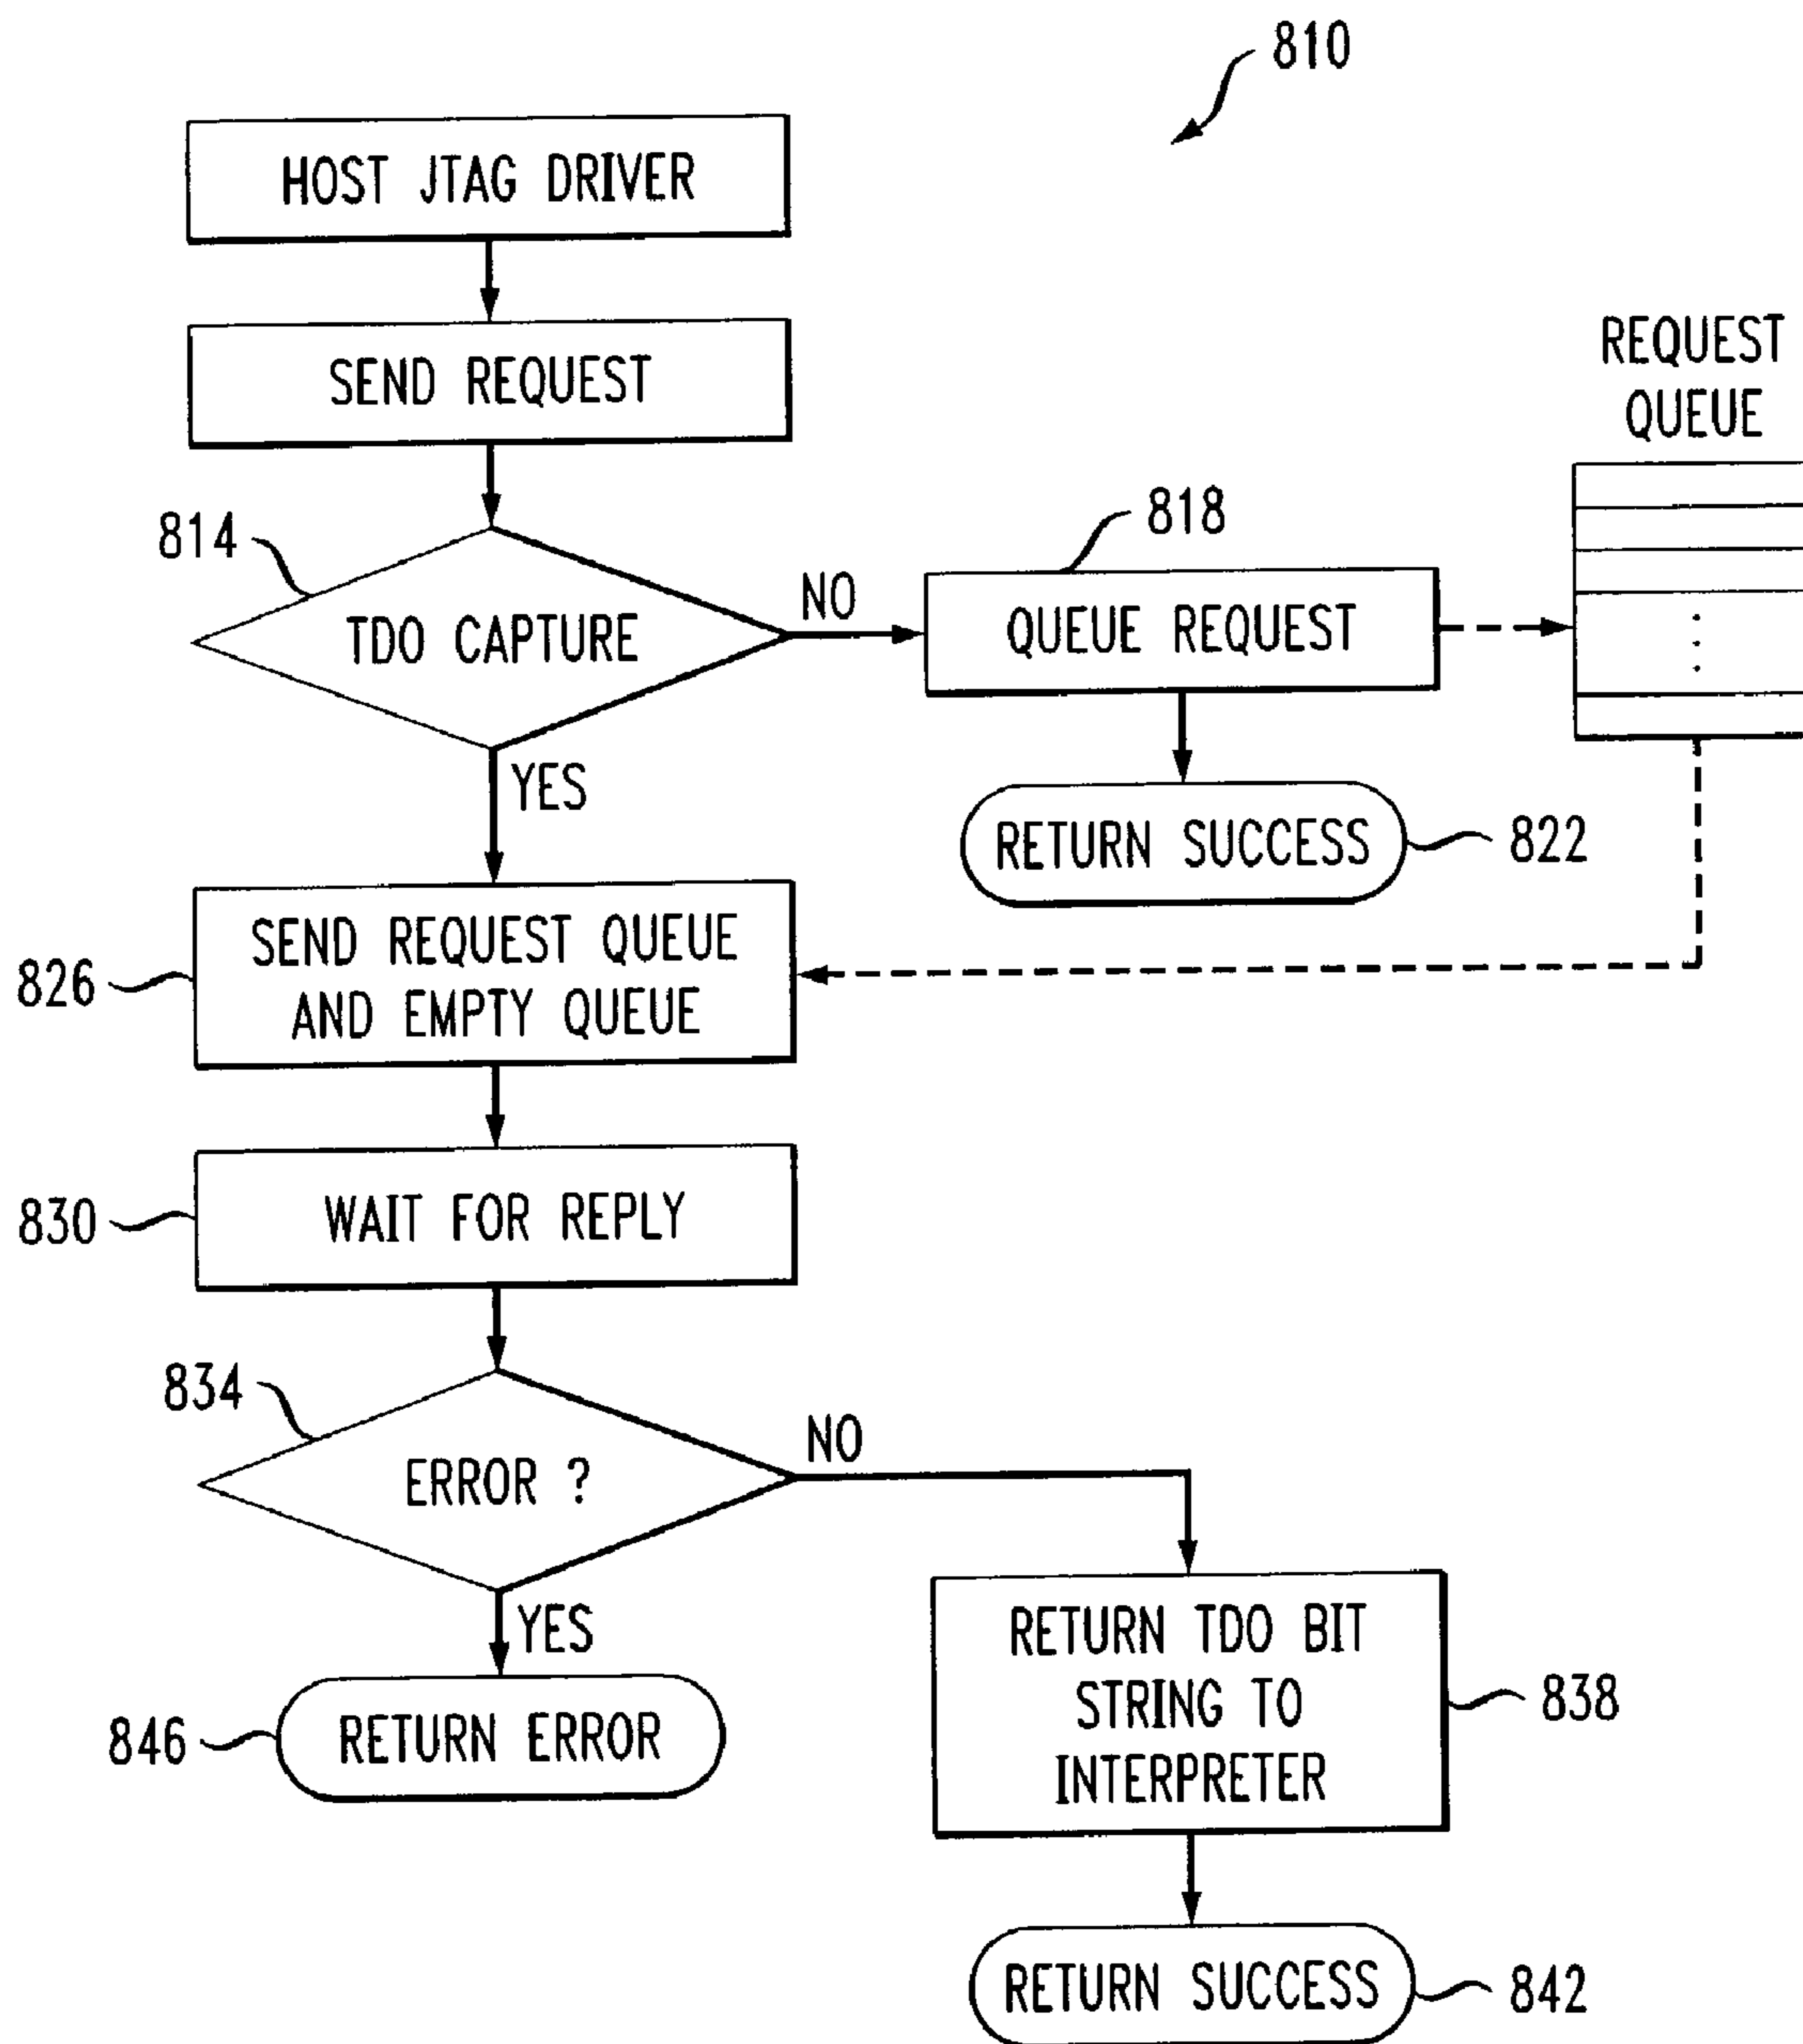 810
HOST JTAG DRIVER
SEND REQUEST
REQUEST
QUEUE
814
TDO CAPTURE
NO
818
QUEUE REQUEST
YES
RETURN SUCCESS
822
826
SEND REQUEST QUEUE
AND EMPTY QUEUE
830
WAIT FOR REPLY
834
ERROR ?
NO
YES
RETURN TDO BIT
STRING TO
INTERPRETER
838
846
RETURN ERROR
RETURN SUCCESS
842